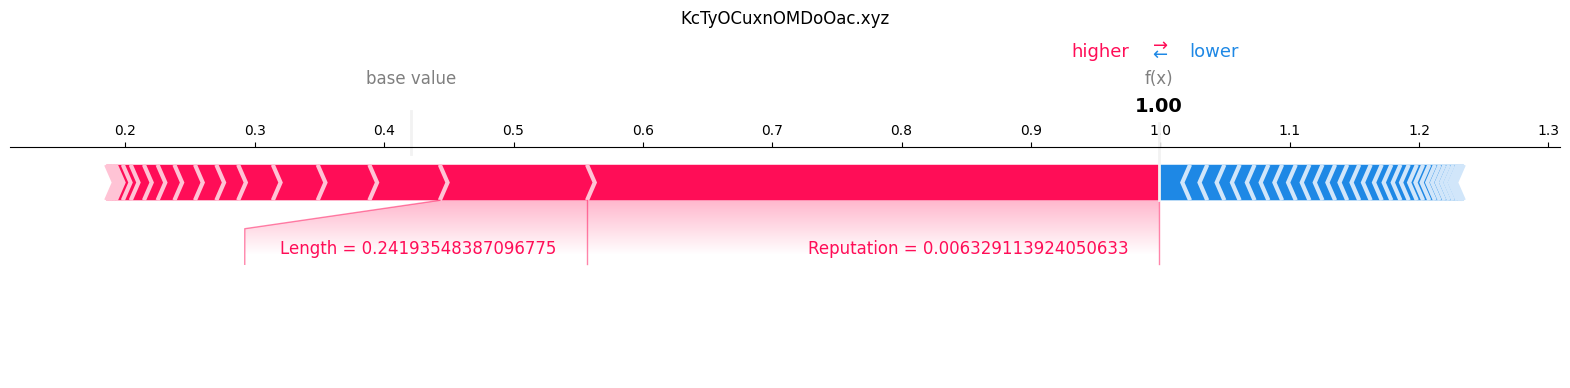 KcTyOCuxnOMDoOac.xyz
higher ⇄ lower
base value f(x)
1.00
0.2 0.3 0.4 0.5 0.6 0.7 0.8 0.9 1.0 1.1 1.2 1.3
Length = 0.24193548387096775 Reputation = 0.006329113924050633